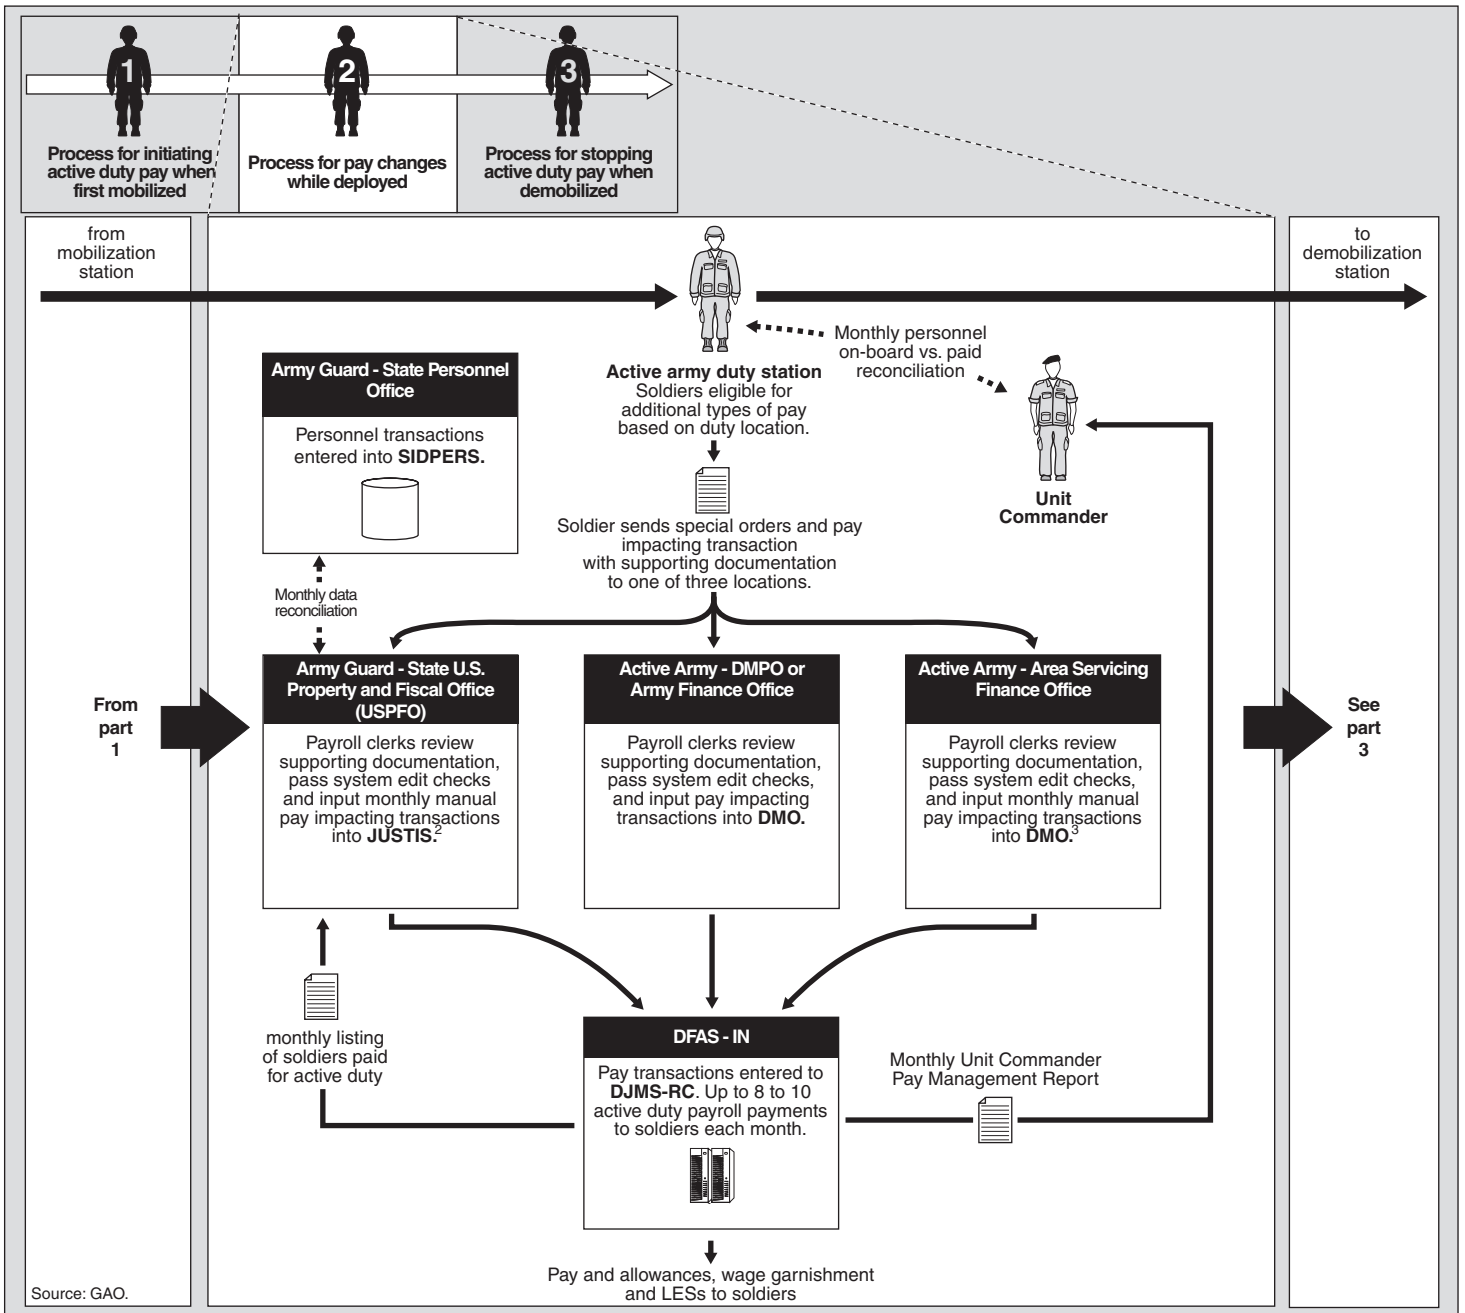 1
2
3
Process for initiating
active duty pay when
first mobilized
Process for pay changes
while deployed
Process for stopping
active duty pay when
demobilized
from
mobilization
station
to
demobilization
station
Monthly personnel
on-board vs. paid
reconciliation
Army Guard - State Personnel
Office
Personnel transactions
entered into SIDPERS.
Active army duty station
Soldiers eligible for
additional types of pay
based on duty location.
Unit
Commander
Soldier sends special orders and pay
impacting transaction
with supporting documentation
to one of three locations.
Monthly data
reconciliation
From
part
1
Army Guard - State U.S.
Property and Fiscal Office
(USPFO)
Payroll clerks review
supporting documentation,
pass system edit checks
and input monthly manual
pay impacting transactions
into JUSTIS.2
Active Army - DMPO or
Army Finance Office
Payroll clerks review
supporting documentation,
pass system edit checks,
and input pay impacting
transactions into DMO.
Active Army - Area Servicing
Finance Office
Payroll clerks review
supporting documentation,
pass system edit checks,
and input monthly manual
pay impacting transactions
into DMO.3
See
part
3
monthly listing
of soldiers paid
for active duty
DFAS - IN
Pay transactions entered to
DJMS-RC. Up to 8 to 10
active duty payroll payments
to soldiers each month.
Monthly Unit Commander
Pay Management Report
Pay and allowances, wage garnishment
and LESs to soldiers
Source: GAO.